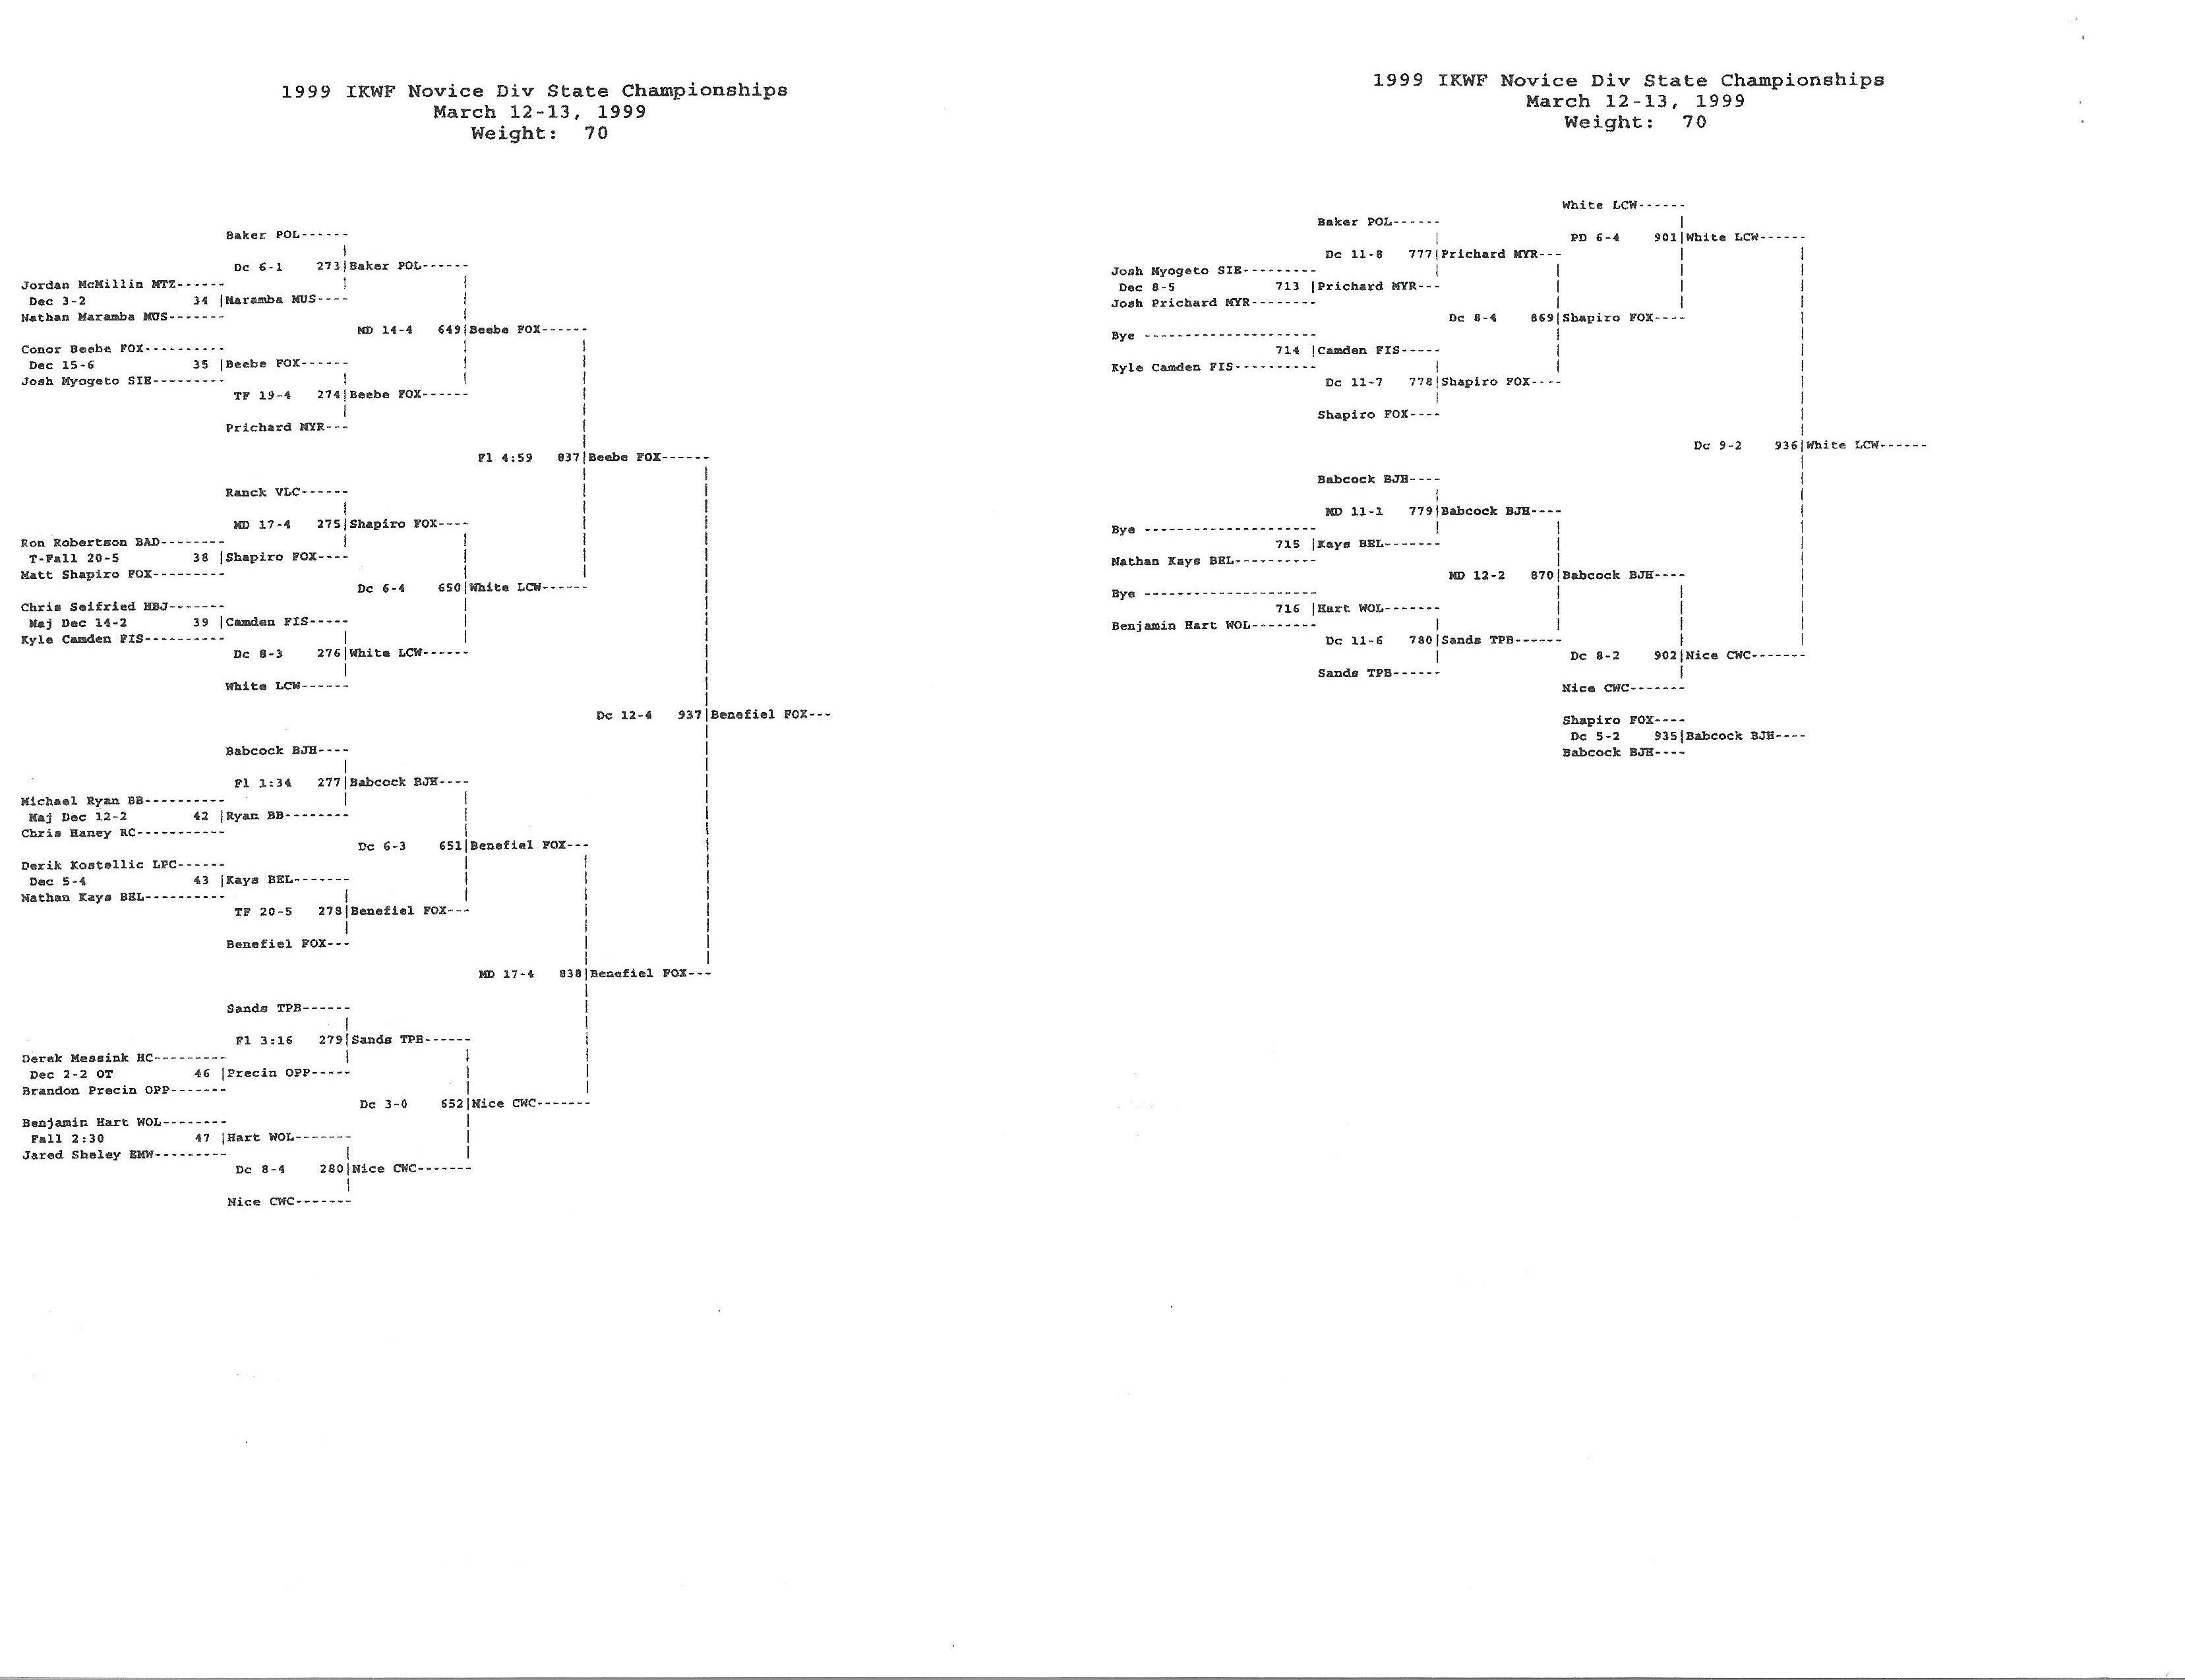 1999 IKWF Novice Div State Championships
March 12-13, 1999
Weight: 70
Baker POL------
Dc 6-1 273|Baker POL------
Jordan McMillin MTZ------
Dec 3-2 34 |Maramba MUS----
Nathan Maramba MUS-------
MD 14-4 649|Beebe FOX------
Conor Beebe FOX----------
Dec 15-6 35 |Beebe FOX------
Josh Myogeto SIE---------
TF 19-4 274|Beebe FOX------
Prichard MYR---
Fl 4:59 837|Beebe FOX------
Ranck VLC------
MD 17-4 275|Shapiro FOX----
Ron Robertson BAD--------
T-Fall 20-5 38 |Shapiro FOX----
Matt Shapiro FOX---------
Dc 6-4 650|White LCW------
Chris Seifried HBJ-------
Maj Dec 14-2 39 |Camden FIS-----
Kyle Camden FIS----------
Dc 8-3 276|White LCW------
White LCW------
Dc 12-4 937|Benefiel FOX---
Babcock BJH----
Fl 1:34 277|Babcock BJH----
Michael Ryan BB----------
Maj Dec 12-2 42 |Ryan BB--------
Chris Haney RC-----------
Dc 6-3 651|Benefiel FOX---
Derik Kostellic LPC------
Dec 5-4 43 |Kays BEL-------
Nathan Kays BEL----------
TF 20-5 278|Benefiel FOX---
Benefiel FOX---
MD 17-4 838|Benefiel FOX---
Sands TPB------
Fl 3:16 279|Sands TPB------
Derek Messink HC---------
Dec 2-2 OT 46 |Precin OPP-----
Brandon Precin OPP-------
Dc 3-0 652|Nice CWC-------
Benjamin Hart WOL--------
Fall 2:30 47 |Hart WOL-------
Jared Sheley EMW---------
Dc 8-4 280|Nice CWC-------
Nice CWC-------
1999 IKWF Novice Div State Championships
March 12-13, 1999
Weight: 70
White LCW------
Baker POL------
PD 6-4 901|White LCW------
Dc 11-8 777|Prichard MYR---
Josh Myogeto SIE---------
Dec 8-5 713 |Prichard MYR---
Josh Prichard MYR--------
Dc 8-4 869|Shapiro FOX----
Bye ---------------------
714 |Camden FIS-----
Kyle Camden FIS----------
Dc 11-7 778|Shapiro FOX----
Shapiro FOX----
Dc 9-2 936|White LCW------
Babcock BJH----
MD 11-1 779|Babcock BJH----
Bye ---------------------
715 |Kays BEL-------
Nathan Kays BEL----------
MD 12-2 870|Babcock BJH----
Bye ---------------------
716 |Hart WOL-------
Benjamin Hart WOL--------
Dc 11-6 780|Sands TPB------
Dc 8-2 902|Nice CWC-------
Sands TPB------
Nice CWC-------
Shapiro FOX----
Dc 5-2 935|Babcock BJH----
Babcock BJH----